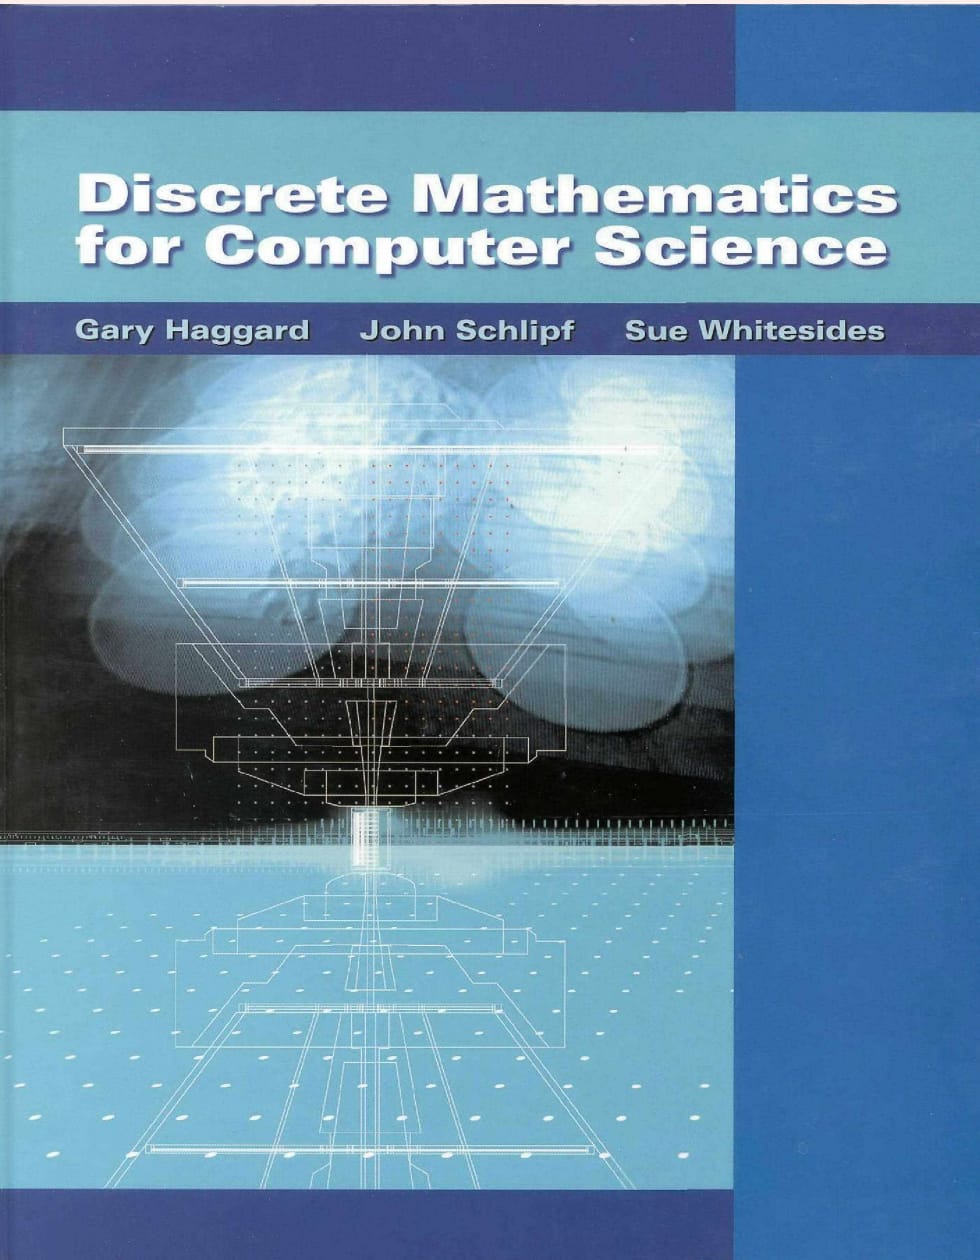 Discrete Mathematics
for Computer Science
Gary Haggard John Schlipf Sue Whitesides